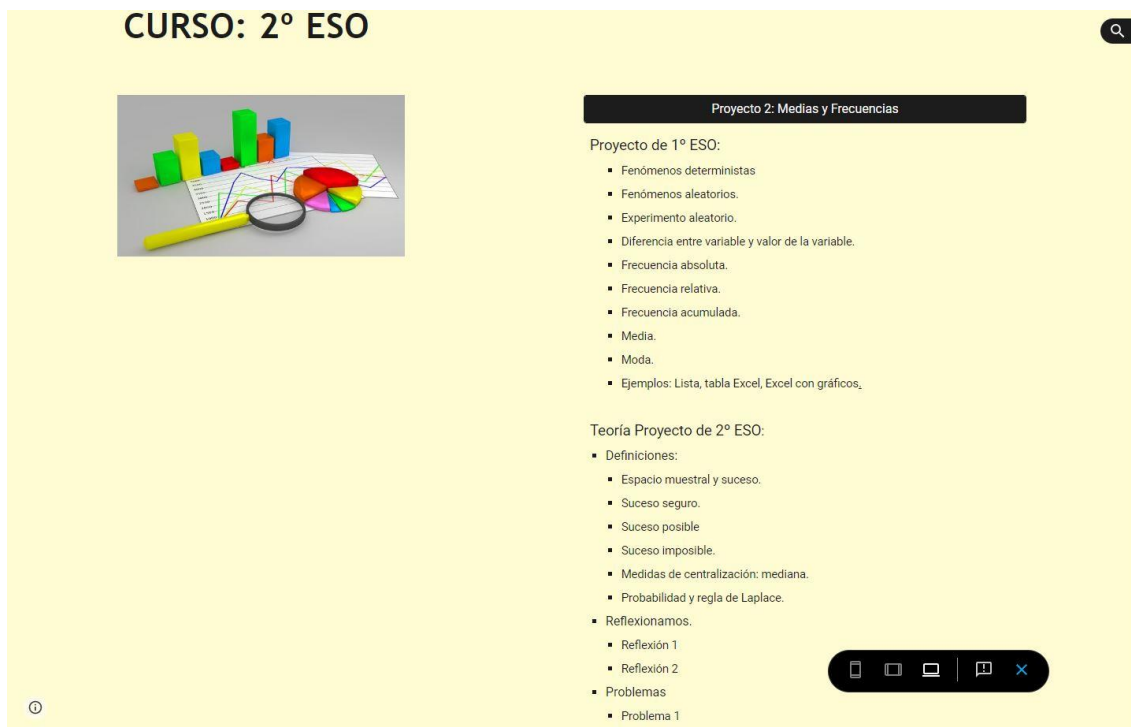 CURSO: 2º ESO
Proyecto 2: Medias y Frecuencias
Proyecto de 1º ESO:
Fenómenos deterministas
Fenómenos aleatorios.
Experimento aleatorio.
Diferencia entre variable y valor de la variable.
Frecuencia absoluta.
Frecuencia relativa.
Frecuencia acumulada.
Media.
Moda.
Ejemplos: Lista, tabla Excel, Excel con gráficos.
Teoría Proyecto de 2º ESO:
Definiciones:
Espacio muestral y suceso.
Suceso seguro.
Suceso posible
Suceso imposible.
Medidas de centralización: mediana.
Probabilidad y regla de Laplace.
Reflexionamos.
Reflexión 1
Reflexión 2
Problemas
Problema 1